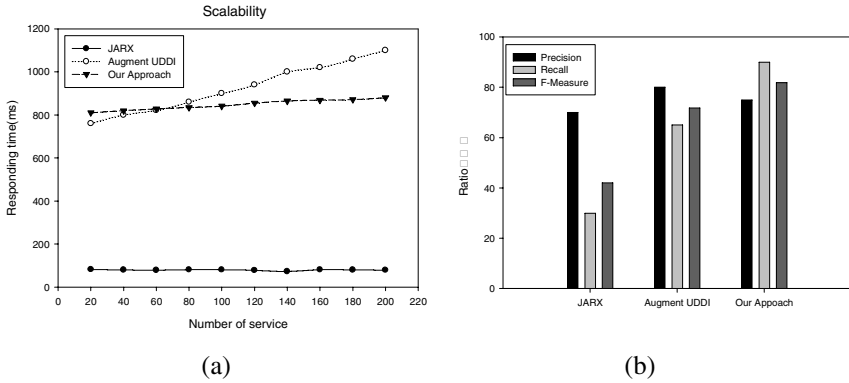 Scalability
1200
1000
800
600
400
200
0
JARX
Augment UDDI
Our Approach
Responding time(ms)
0 20 40 60 80 100 120 140 160 180 200 220
Number of service
(a)
100
80
60
40
20
0
Precision
Recall
F-Measure
Ratio
JARX Augment UDDI Our Appoach
(b)